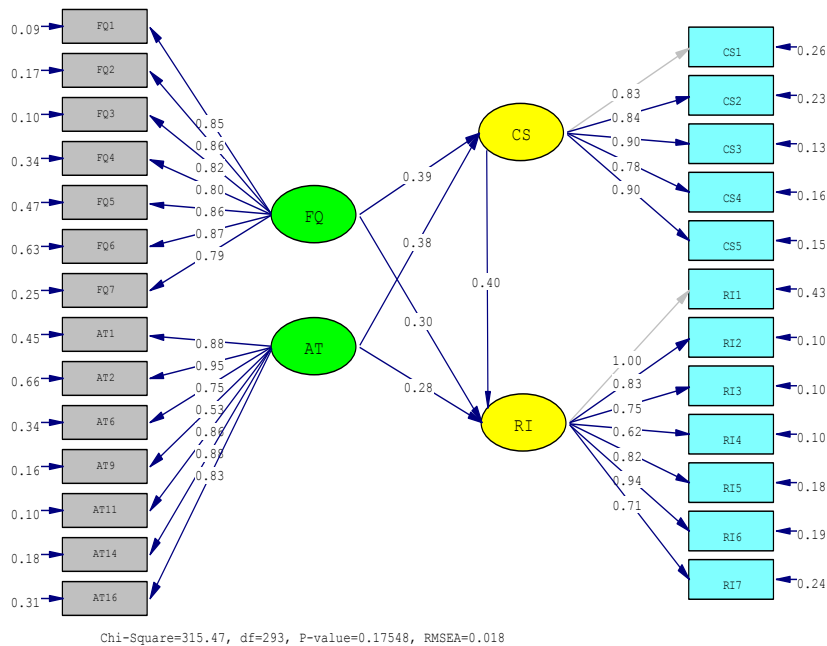 0.09 FQ1
0.17 FQ2
0.10 FQ3
0.34 FQ4
0.47 FQ5
0.63 FQ6
0.25 FQ7
0.45 AT1
0.66 AT2
0.34 AT6
0.16 AT9
0.10 AT11
0.18 AT14
0.31 AT16
0.85
0.86
0.82
0.80
0.86
0.87
0.79
0.88
0.95
0.75
0.53
0.83
FQ
AT
0.39
0.38
0.30
0.28
0.40
CS
RI
0.83
0.84
0.90
0.78
0.90
1.00
0.83
0.75
0.62
0.82
0.94
0.71
CS1 0.26
CS2 0.23
CS3 0.13
CS4 0.16
CS5 0.15
RI1 0.43
RI2 0.10
RI3 0.10
RI4 0.10
RI5 0.18
RI6 0.19
RI7 0.24
Chi-Square=315.47, df=293, P-value=0.17548, RMSEA=0.018